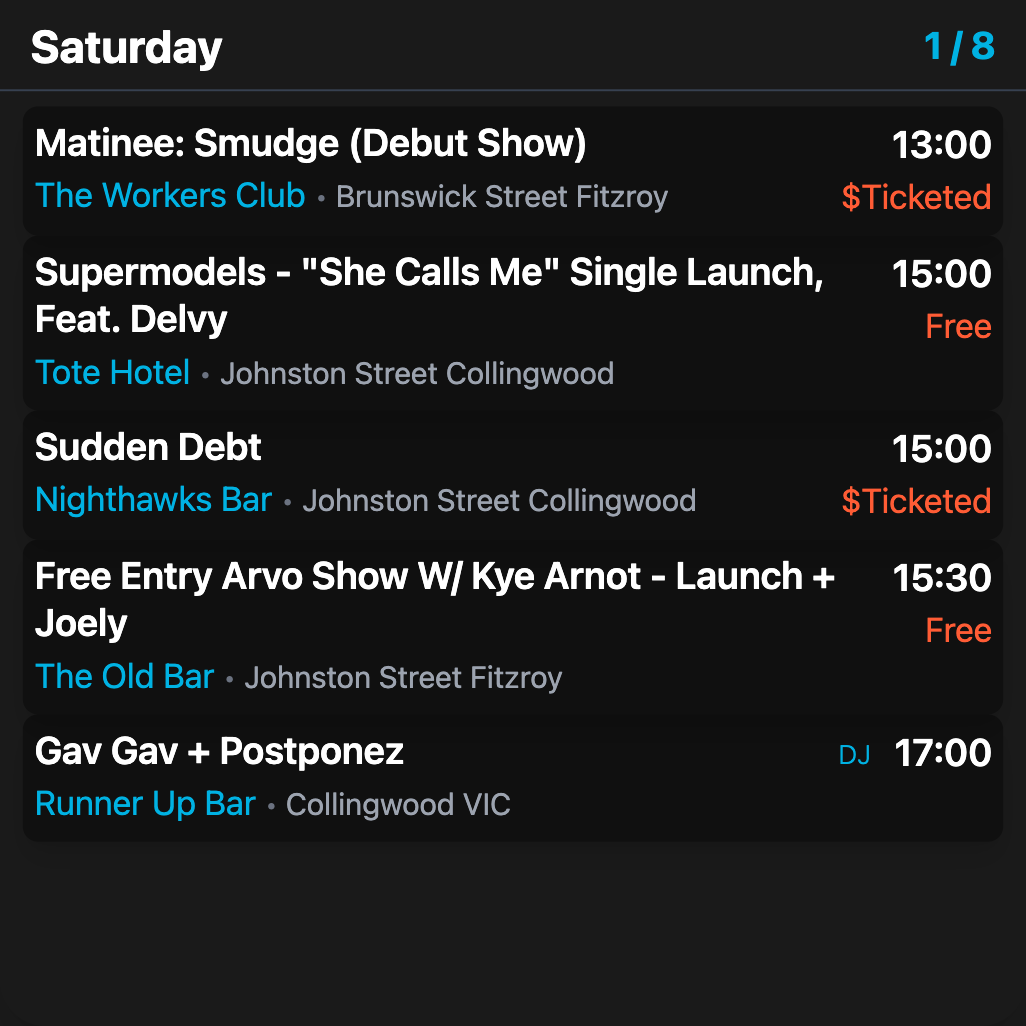 Saturday 1 / 8
Matinee: Smudge (Debut Show) 13:00
The Workers Club • Brunswick Street Fitzroy $Ticketed
Supermodels - "She Calls Me" Single Launch, 15:00
Feat. Delvy Free
Tote Hotel • Johnston Street Collingwood
Sudden Debt 15:00
Nighthawks Bar • Johnston Street Collingwood $Ticketed
Free Entry Arvo Show W/ Kye Arnot - Launch + 15:30
Joely Free
The Old Bar • Johnston Street Fitzroy
Gav Gav + Postponez DJ 17:00
Runner Up Bar • Collingwood VIC